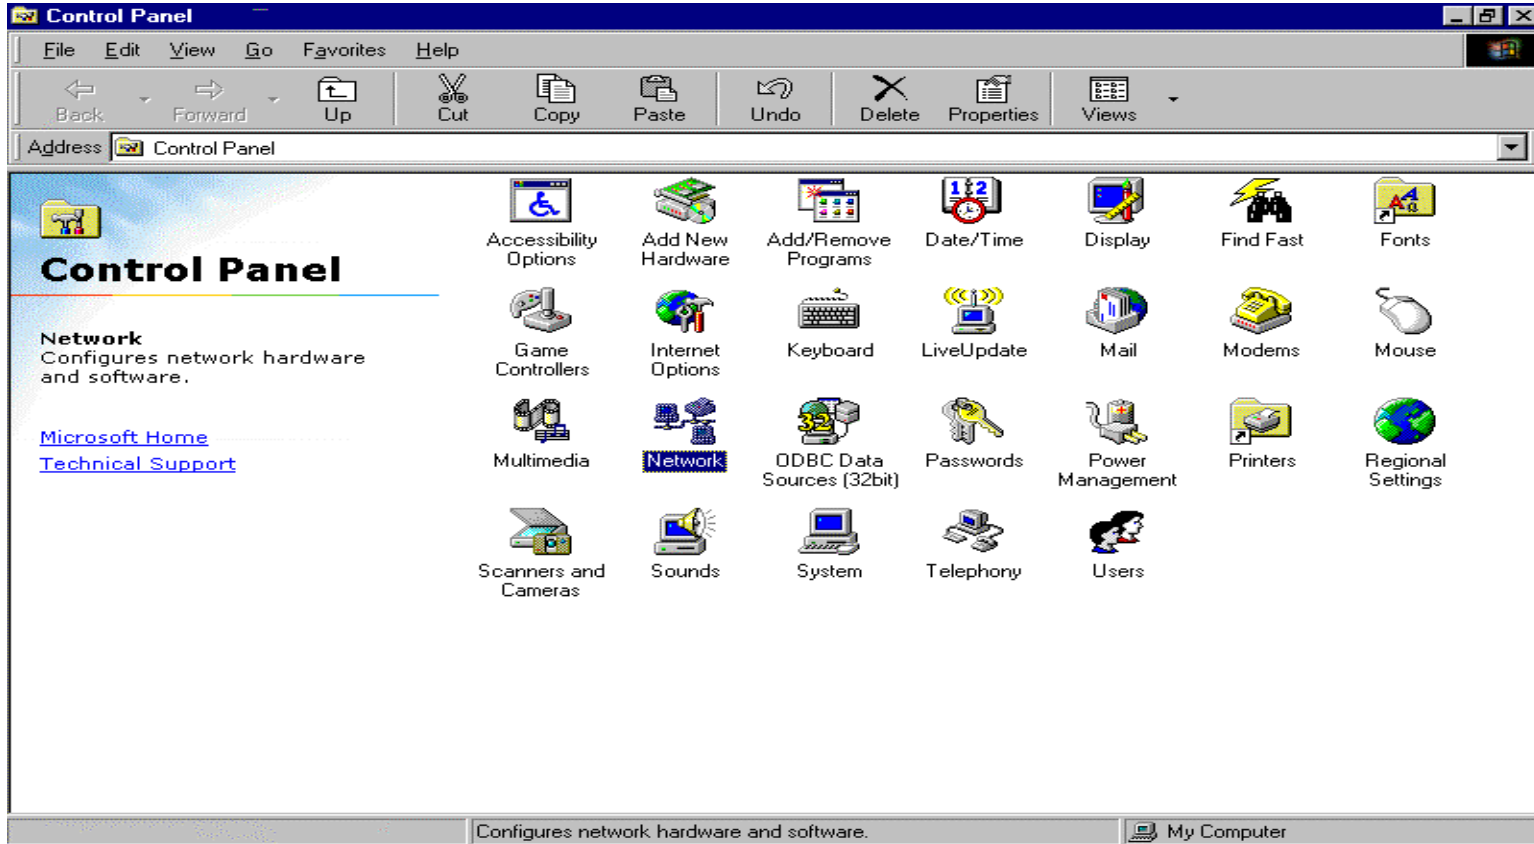 Control Panel
File Edit View Go Favorites Help
Back Forward Up Cut Copy Paste Undo Delete Properties Views
Address Control Panel
Control Panel
Network
Configures network hardware
and software.
Microsoft Home
Technical Support
Accessibility
Options
Add New
Hardware
Add/Remove
Programs
12
Date/Time
Display
Find Fast
Fonts
Game
Controllers
Internet
Options
Keyboard
LiveUpdate
Mail
Modems
Mouse
Multimedia
Network
32
ODBC Data
Sources (32bit)
Passwords
Power
Management
Printers
Regional
Settings
Scanners and
Cameras
Sounds
System
Telephony
Users
Configures network hardware and software.
My Computer